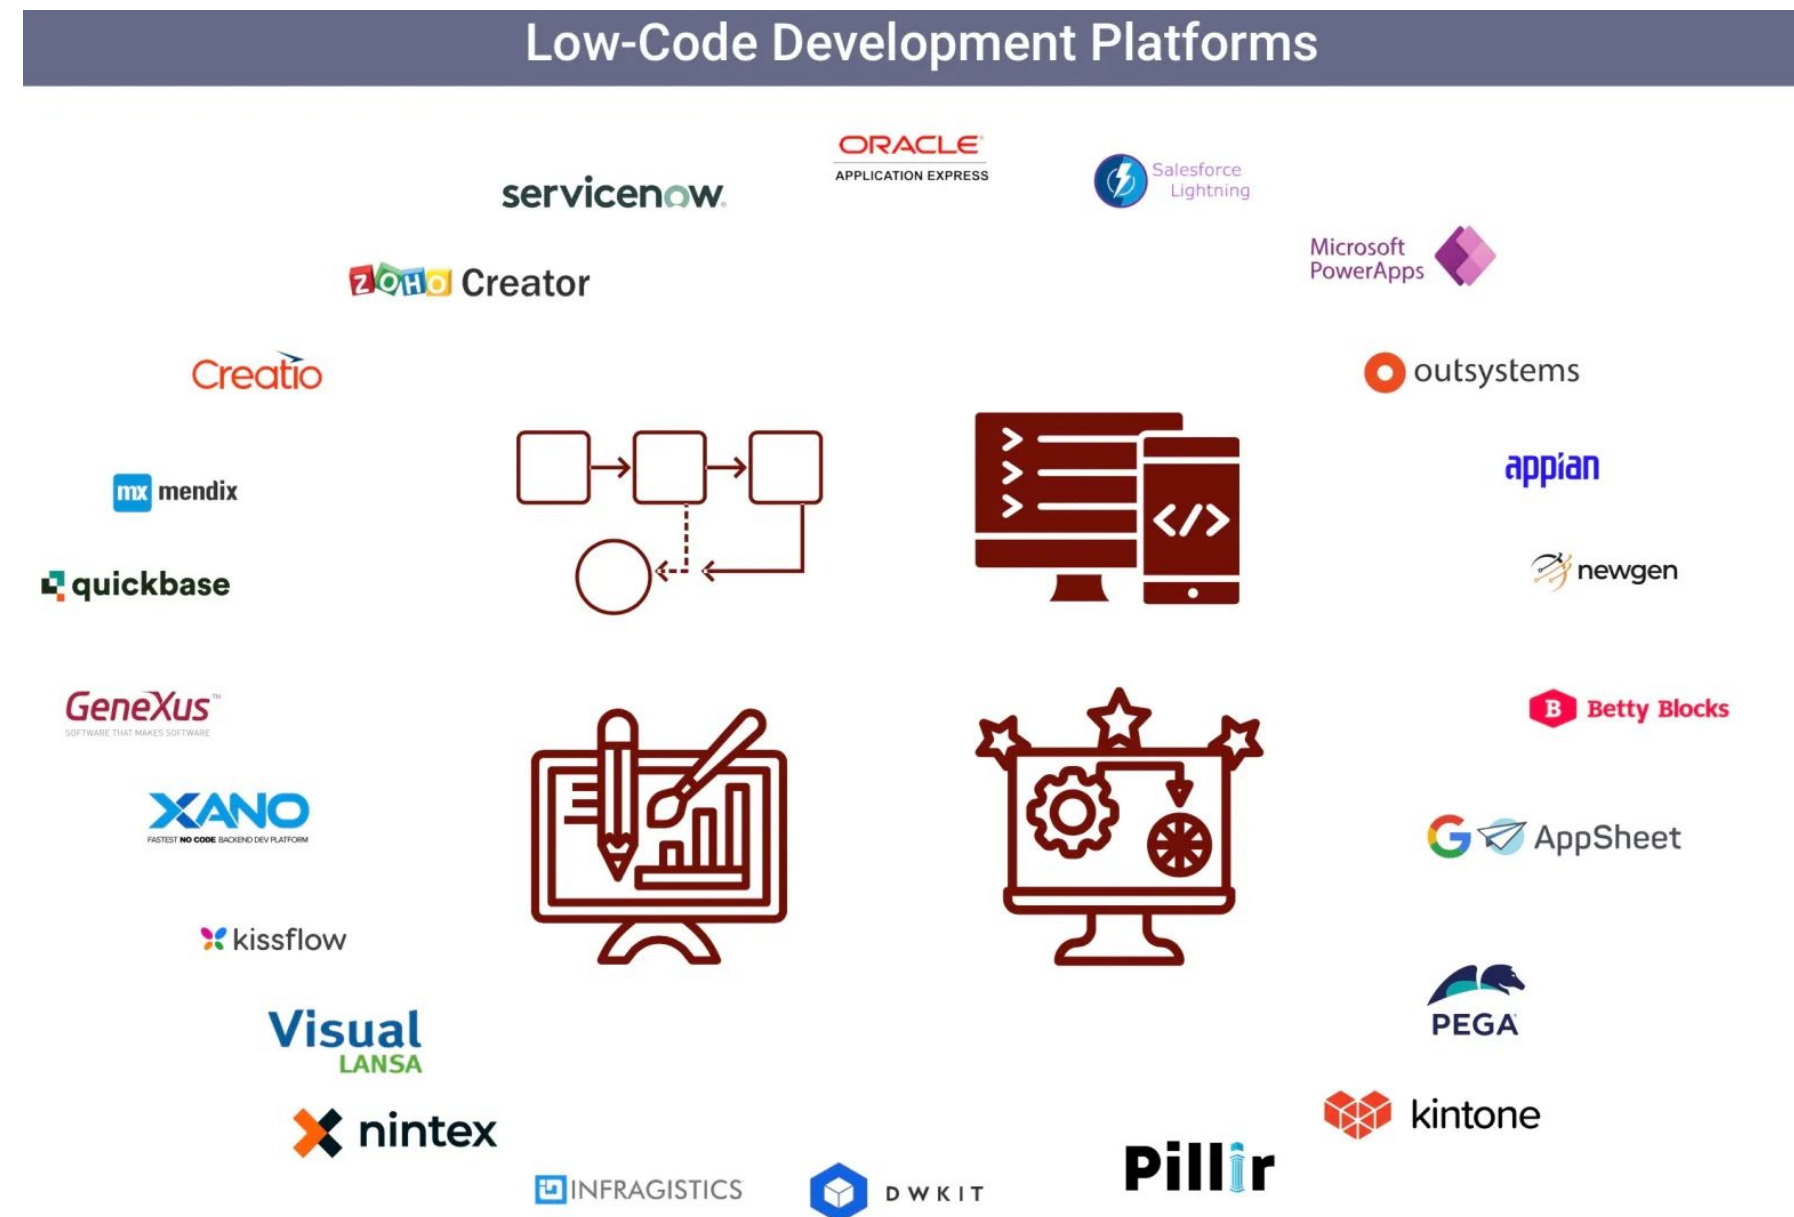 Low-Code Development Platforms
ORACLE®
APPLICATION EXPRESS
Salesforce
Lightning
servicenow.
Microsoft
PowerApps
ZOHO Creator
Creatio
outsystems
appian
mx mendix
newgen
quickbase
GeneXus™
SOFTWARE THAT MAKES SOFTWARE
B Betty Blocks
XANO
FASTEST NO CODE BACKEND DEV PLATFORM
</>
G AppSheet
kissflow
PEGA
Visual
LANSA
kintone
nintex
Pillir
INFRAGISTICS
DWKIT